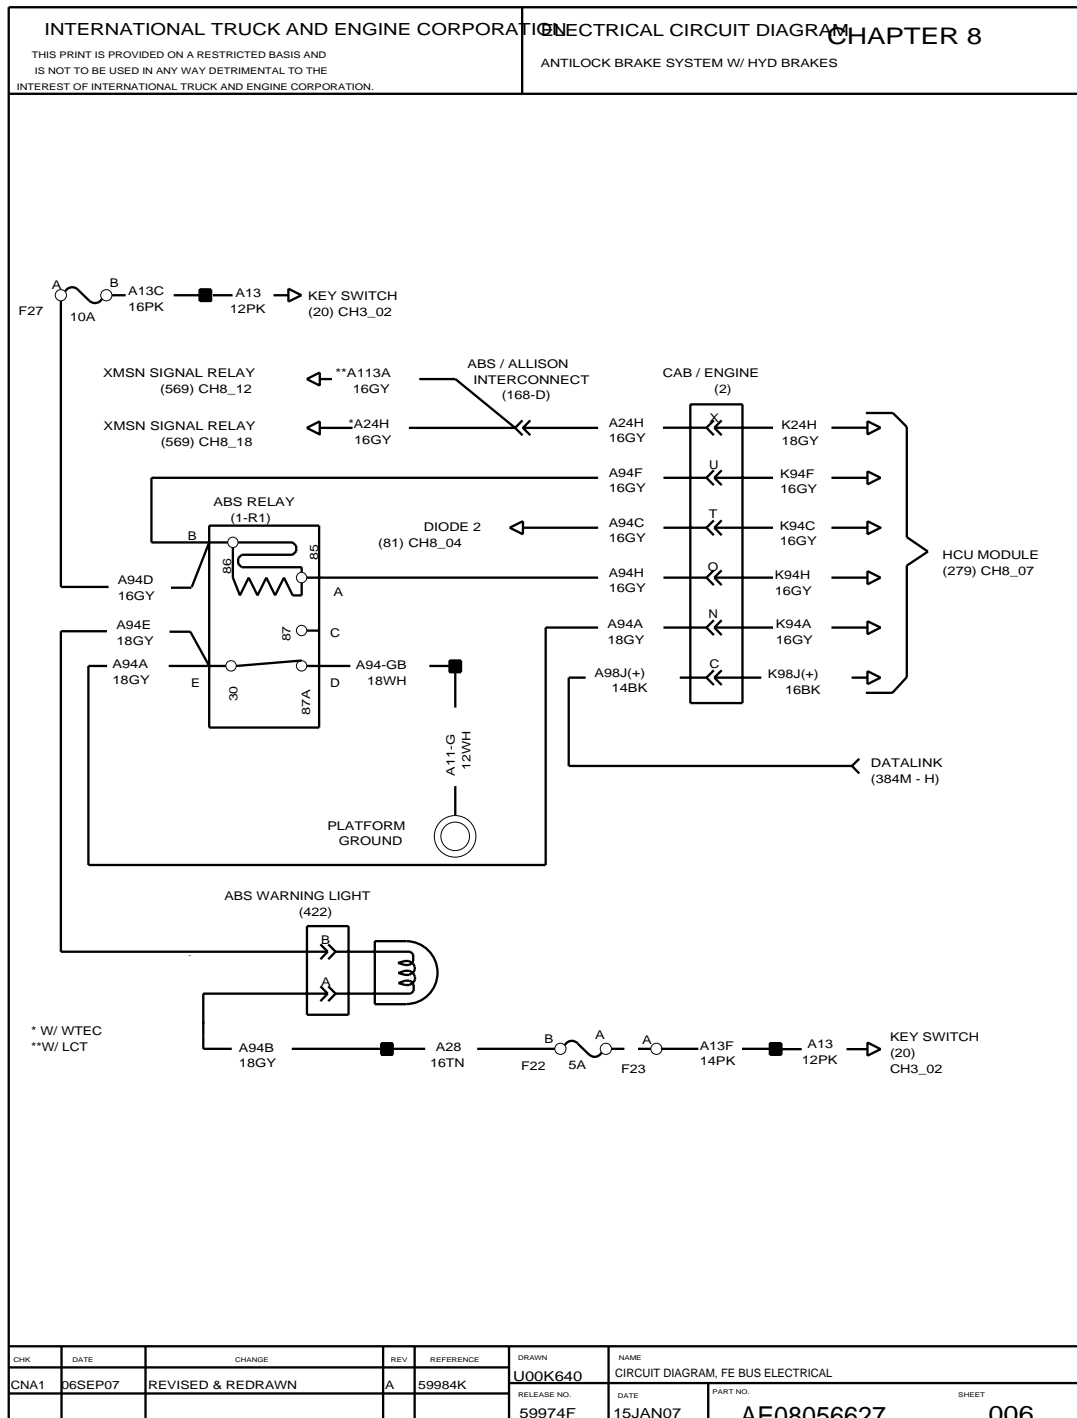 INTERNATIONAL TRUCK AND ENGINE CORPORATION
THIS PRINT IS PROVIDED ON A RESTRICTED BASIS AND
IS NOT TO BE USED IN ANY WAY DETRIMENTAL TO THE
INTEREST OF INTERNATIONAL TRUCK AND ENGINE CORPORATION.
ELECTRICAL CIRCUIT DIAGRAM
CHAPTER 8
ANTILOCK BRAKE SYSTEM W/ HYD BRAKES
A
B
F27
10A
A13C
16PK
A13
12PK
KEY SWITCH
(20) CH3_02
XMSN SIGNAL RELAY
(569) CH8_12
**A113A
16GY
ABS / ALLISON
INTERCONNECT
(168-D)
CAB / ENGINE
(2)
XMSN SIGNAL RELAY
(569) CH8_18
*A24H
16GY
A24H
16GY
X
K24H
18GY
A94F
16GY
U
K94F
16GY
ABS RELAY
(1-R1)
DIODE 2
(81) CH8_04
A94C
16GY
T
K94C
16GY
HCU MODULE
(279) CH8_07
B
86
85
A
A94D
16GY
A94H
16GY
O
K94H
16GY
A94E
18GY
87
C
A94A
18GY
N
K94A
16GY
A94A
18GY
E
30
87A
D
A94-GB
18WH
A98J(+)
14BK
C
K98J(+)
16BK
A11-G
12WH
DATALINK
(384M - H)
PLATFORM
GROUND
ABS WARNING LIGHT
(422)
B
A
* W/ WTEC
**W/ LCT
A94B
18GY
A28
16TN
B
A
F22
5A
A
F23
A13F
14PK
A13
12PK
KEY SWITCH
(20)
CH3_02
CHK
DATE
CHANGE
REV
REFERENCE
CNA1
06SEP07
REVISED & REDRAWN
A
59984K
DRAWN
U00K640
NAME
CIRCUIT DIAGRAM, FE BUS ELECTRICAL
RELEASE NO.
59974F
DATE
15JAN07
PART NO.
AE08056627
SHEET
006